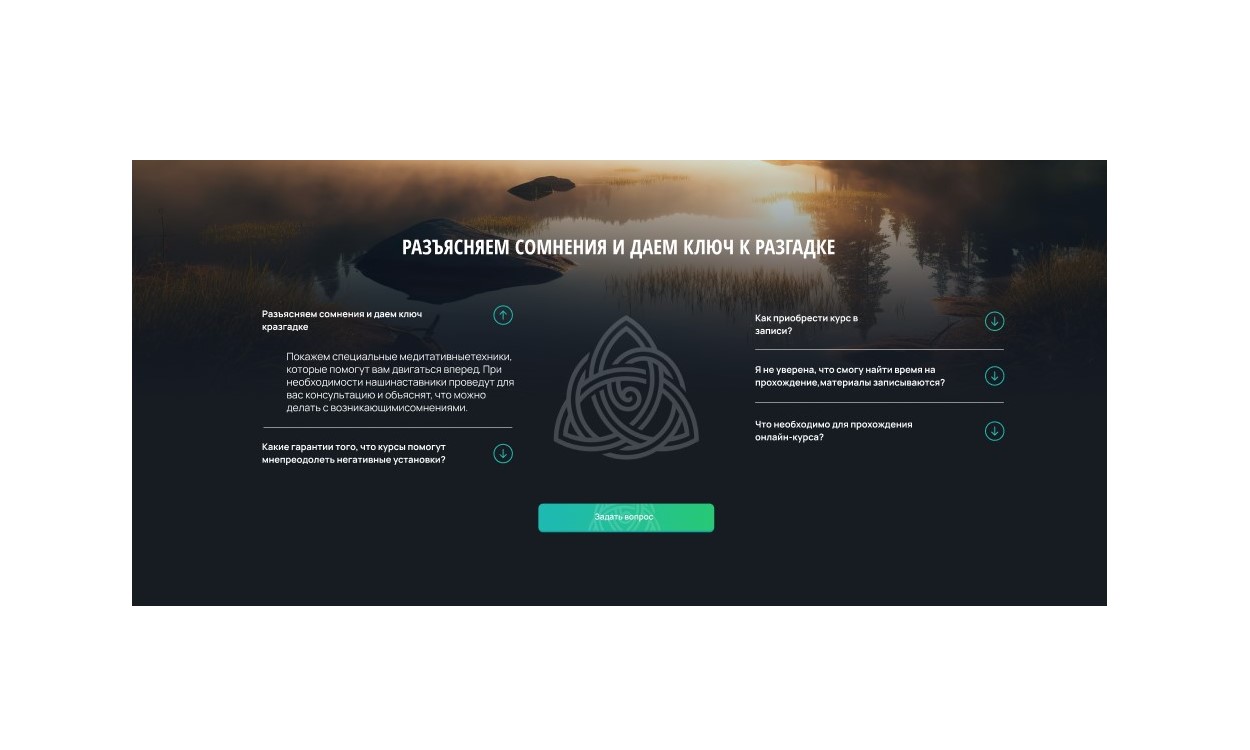 РАЗЪЯСНЯЕМ СОМНЕНИЯ И ДАЕМ КЛЮЧ К РАЗГАДКЕ
Разъясняем сомнения и даем ключ
кразгадке
Покажем специальные медитативныетехники,
которые помогут вам двигаться вперед. При
необходимости нашинаставники проведут для
вас консультацию и объяснят, что можно
делать с возникающимисомнениями.
Какие гарантии того, что курсы помогут
мнепреодолеть негативные установки?
Как приобрести курс в
записи?
Я не уверена, что смогу найти время на
прохождение,материалы записываются?
Что необходимо для прохождения
онлайн-курса?
Задать вопрос